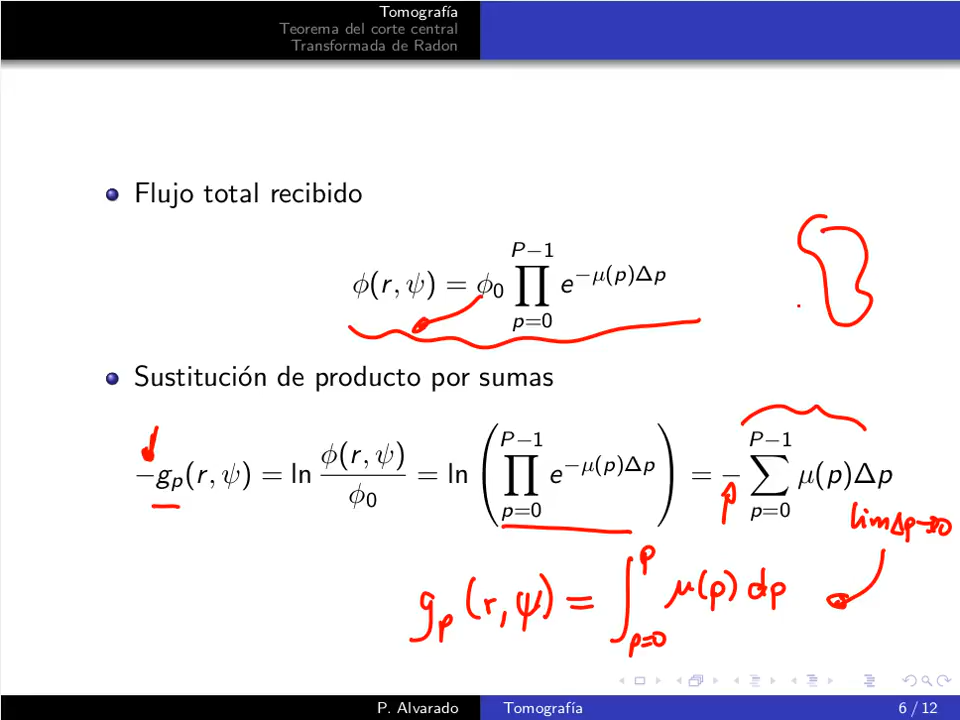 Tomografía
Teorema del corte central
Transformada de Radon
Flujo total recibido
ϕ(r, ψ) = ϕ₀ ∏_{p=0}^{P−1} e^{−μ(p)Δp}
Sustitución de producto por sumas
−g_p(r, ψ) = ln ϕ(r, ψ)/ϕ₀ = ln (∏_{p=0}^{P−1} e^{−μ(p)Δp}) = − ∑_{p=0}^{P−1} μ(p)Δp
lim Δp→0
g_p(r, ψ) = ∫_{p=0}^{P} μ(p) dp
P. Alvarado Tomografía 6 / 12